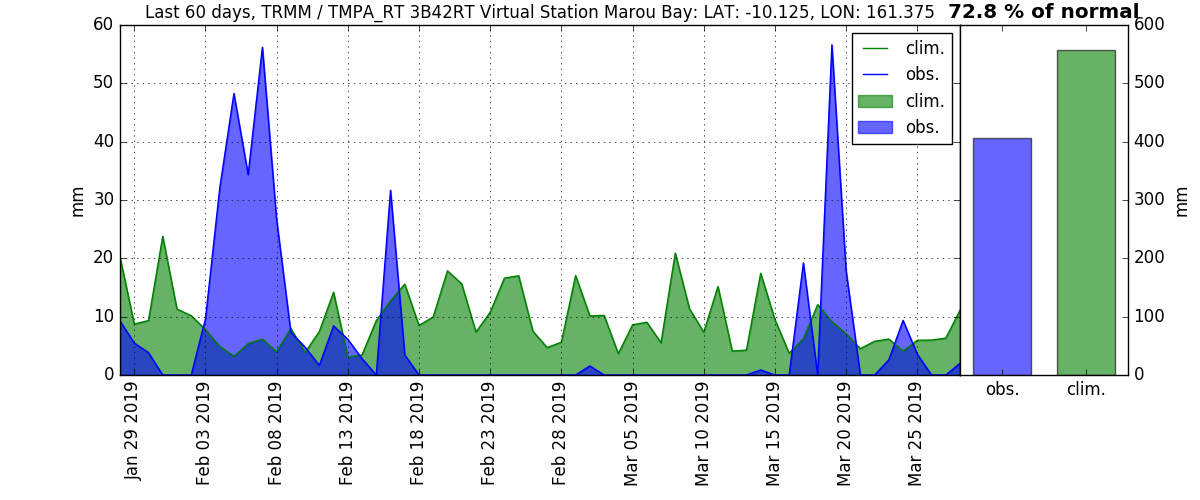 Last 60 days, TRMM / TMPA_RT 3B42RT Virtual Station Marou Bay: LAT: -10.125, LON: 161.375 72.8 % of normal
60
50
40
30
20
10
0
mm
clim.
obs.
clim.
obs.
600
500
400
300
200
100
0
mm
Jan 29 2019
Feb 03 2019
Feb 08 2019
Feb 13 2019
Feb 18 2019
Feb 23 2019
Feb 28 2019
Mar 05 2019
Mar 10 2019
Mar 15 2019
Mar 20 2019
Mar 25 2019
obs.
clim.